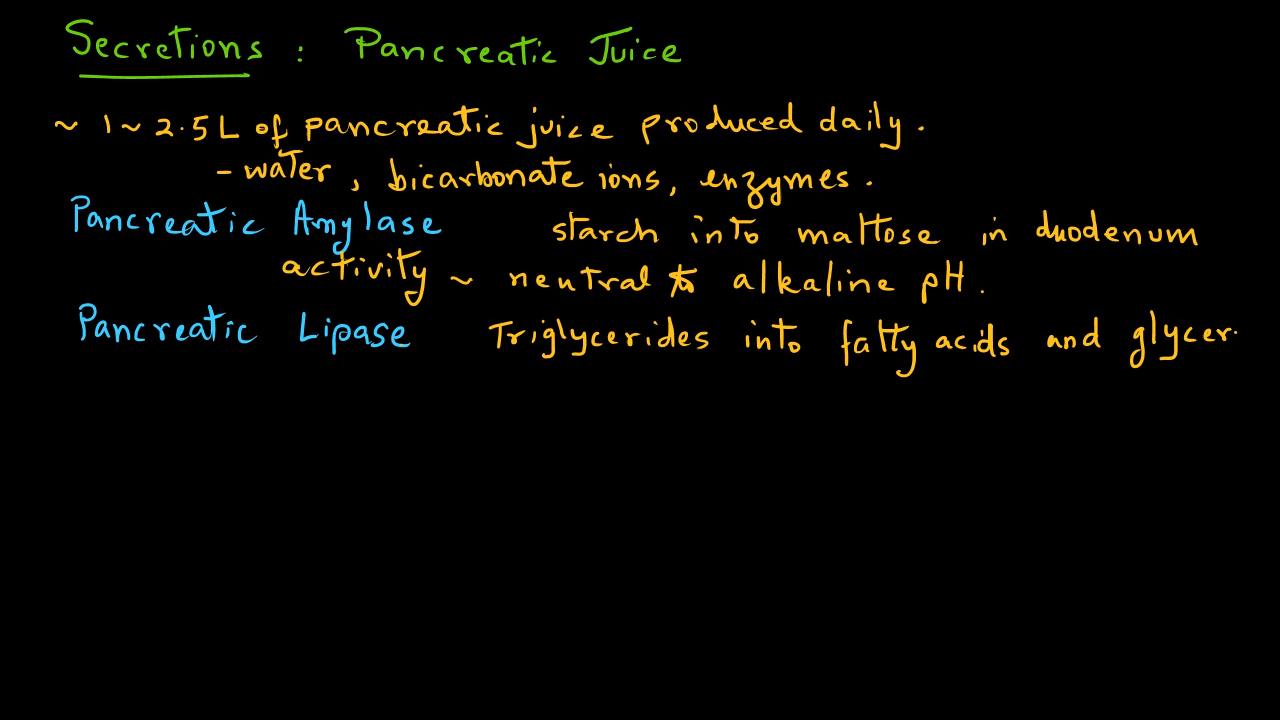 Secretions : Pancreatic Juice
~ 1 ~ 2.5 L of pancreatic juice produced daily.
- water, bicarbonate ions, enzymes.
Pancreatic Amylase starch into maltose in duodenum
activity ~ neutral to alkaline pH.
Pancreatic Lipase Triglycerides into fatty acids and glycer